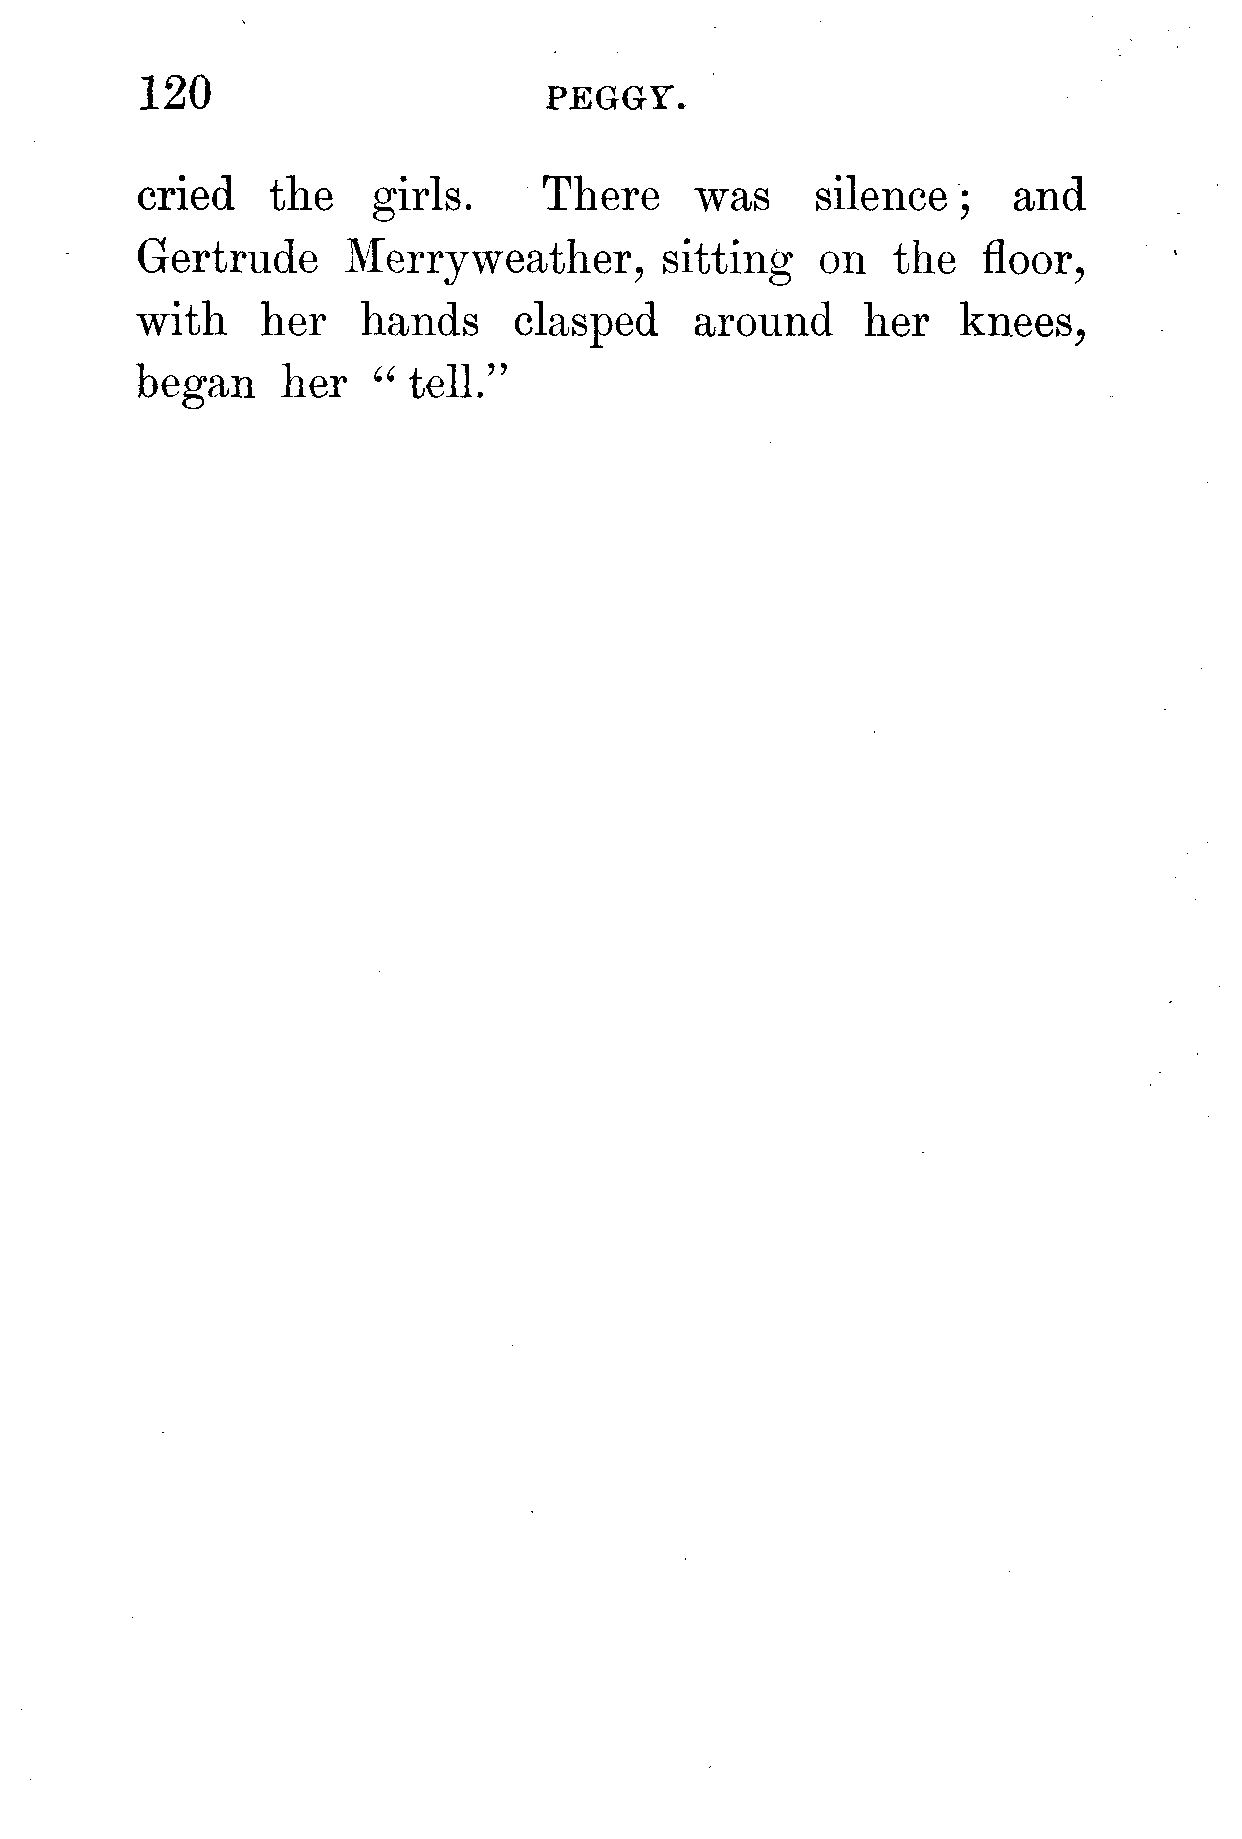 120 PEGGY.
cried the girls. There was silence; and
Gertrude Merryweather, sitting on the floor,
with her hands clasped around her knees,
began her “ tell.”